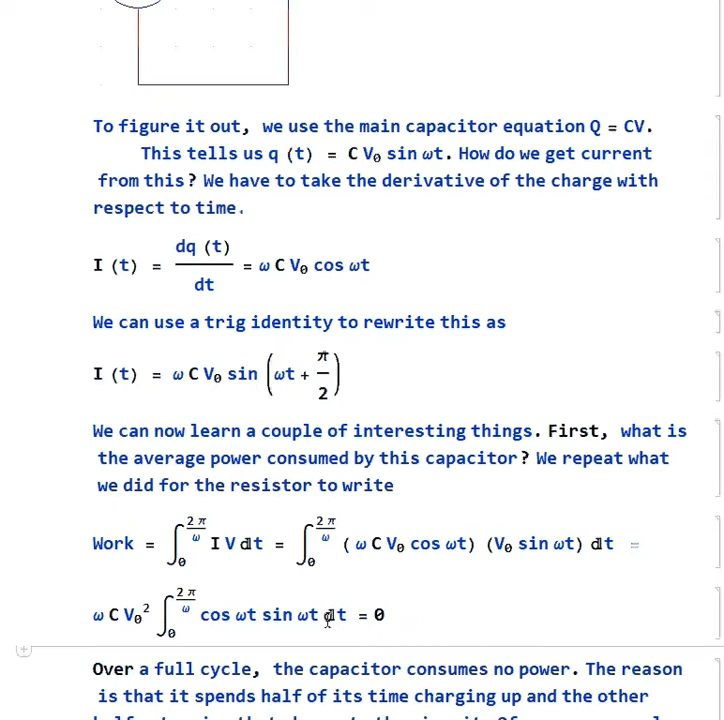 To figure it out, we use the main capacitor equation Q = CV.
This tells us q (t) = C V₀ sin ωt. How do we get current
from this? We have to take the derivative of the charge with
respect to time.
I (t) = dq (t) / dt = ω C V₀ cos ωt
We can use a trig identity to rewrite this as
I (t) = ω C V₀ sin (ωt + π/2)
We can now learn a couple of interesting things. First, what is
the average power consumed by this capacitor? We repeat what
we did for the resistor to write
Work = ∫₀^(2π/ω) I V ⅆt = ∫₀^(2π/ω) (ω C V₀ cos ωt) (V₀ sin ωt) ⅆt =
ω C V₀² ∫₀^(2π/ω) cos ωt sin ωt ⅆt = 0
Over a full cycle, the capacitor consumes no power. The reason
is that it spends half of its time charging up and the other